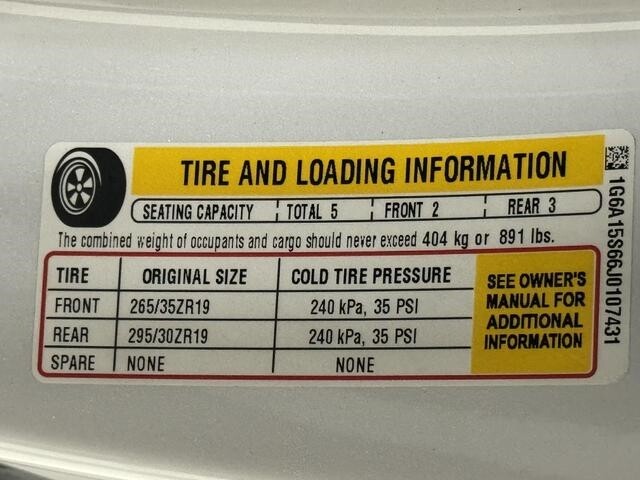 TIRE AND LOADING INFORMATION
SEATING CAPACITY TOTAL 5 FRONT 2 REAR 3
The combined weight of occupants and cargo should never exceed 404 kg or 891 lbs.
TIRE ORIGINAL SIZE COLD TIRE PRESSURE
FRONT 265/35ZR19 240 kPa, 35 PSI
REAR 295/30ZR19 240 kPa, 35 PSI
SPARE NONE NONE
SEE OWNER'S
MANUAL FOR
ADDITIONAL
INFORMATION
1G6A15S66J0107431